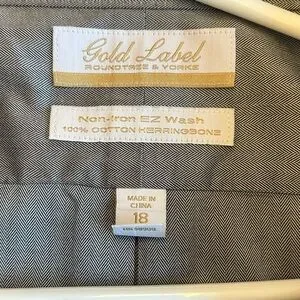 Gold Label
ROUNDTREE & YORKE
Non-Iron EZ Wash
100% COTTON HERRINGBONE
MADE IN
CHINA
18